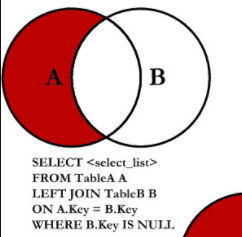 A B
SELECT <select_list>
FROM TableA A
LEFT JOIN TableB B
ON A.Key = B.Key
WHERE B.Key IS NULL